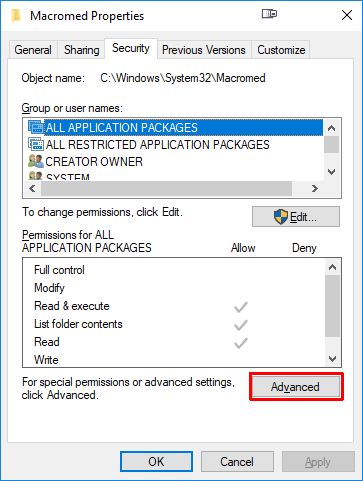 Macromed Properties
General
Sharing
Security
Previous Versions
Customize
Object name: C:\Windows\System32\Macromed
Group or user names:
ALL APPLICATION PACKAGES
ALL RESTRICTED APPLICATION PACKAGES
CREATOR OWNER
SYSTEM
To change permissions, click Edit.
Edit...
Permissions for ALL
APPLICATION PACKAGES Allow Deny
Full control
Modify
Read & execute
List folder contents
Read
Write
For special permissions or advanced settings,
click Advanced.
Advanced
OK
Cancel
Apply